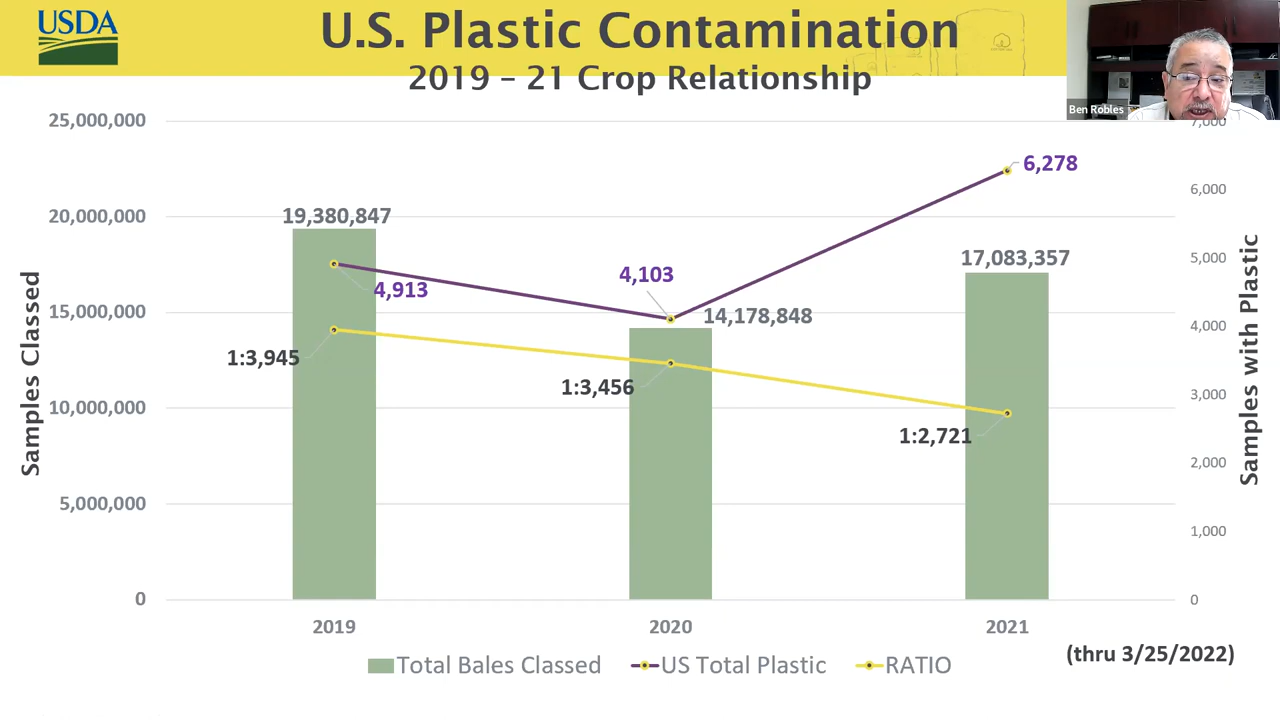 USDA
U.S. Plastic Contamination
2019 – 21 Crop Relationship
Ben Robles
25,000,000
20,000,000
15,000,000
10,000,000
5,000,000
0
Samples Classed
7,000
6,000
5,000
4,000
3,000
2,000
1,000
0
Samples with Plastic
19,380,847
4,913
1:3,945
4,103
14,178,848
1:3,456
6,278
17,083,357
1:2,721
2019
2020
2021
(thru 3/25/2022)
Total Bales Classed
US Total Plastic
RATIO